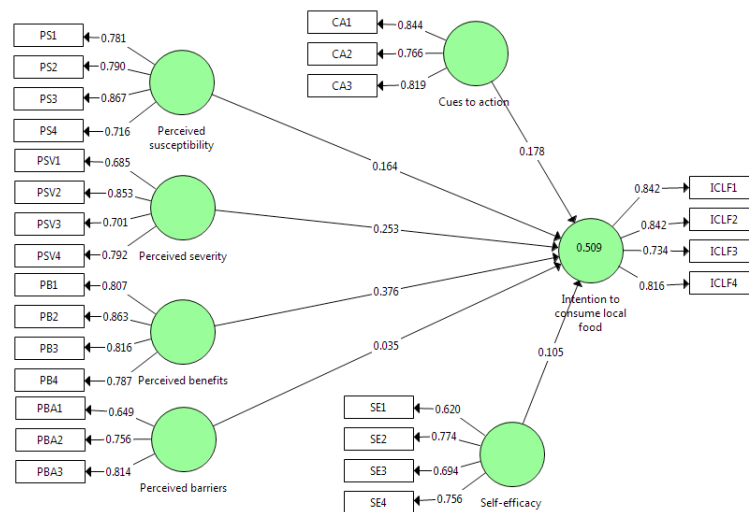 PS1
0.781
PS2
0.790
PS3
0.867
PS4
0.716
Perceived
susceptibility
PSV1
0.685
PSV2
0.853
PSV3
0.701
PSV4
0.792
Perceived severity
PB1
0.807
PB2
0.863
PB3
0.816
PB4
0.787
Perceived benefits
PBA1
0.649
PBA2
0.756
PBA3
0.814
Perceived barriers
CA1
0.844
CA2
0.766
CA3
0.819
Cues to action
0.164
0.178
0.253
0.376
0.035
0.105
0.509
Intention to
consume local
food
0.842
ICLF1
0.842
ICLF2
0.734
ICLF3
0.816
ICLF4
SE1
0.620
SE2
0.774
SE3
0.694
SE4
0.756
Self-efficacy